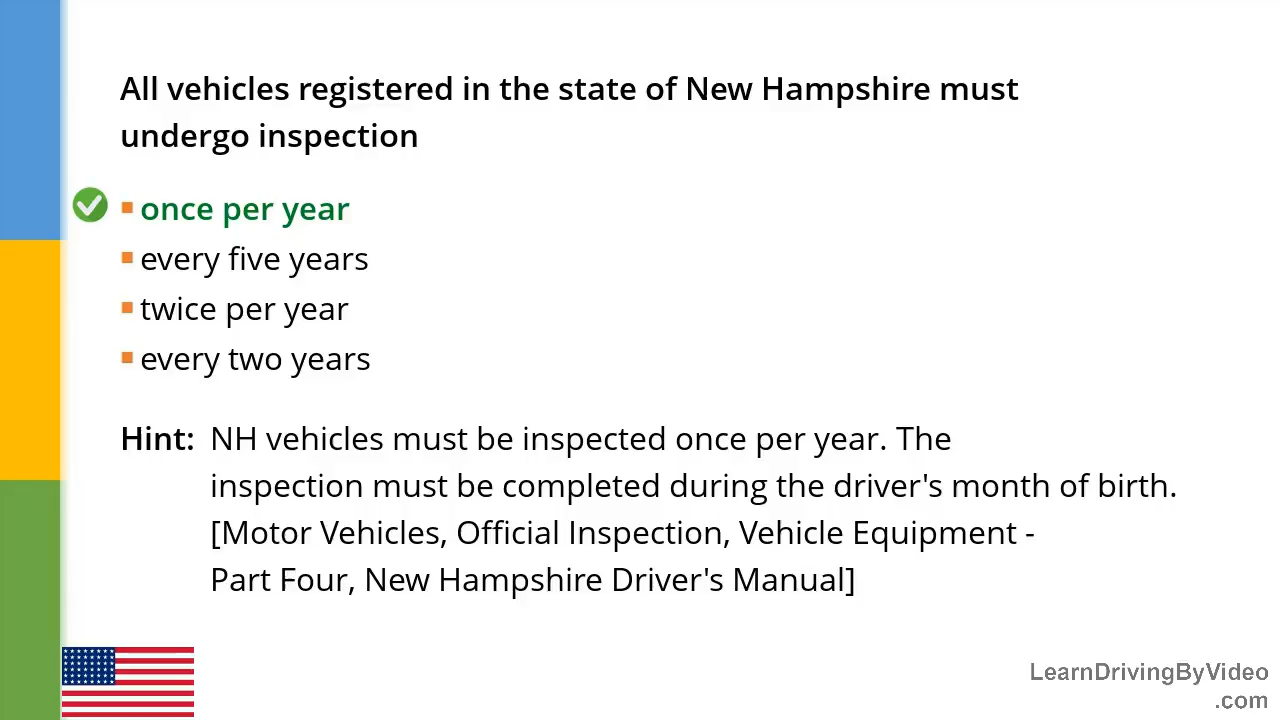 All vehicles registered in the state of New Hampshire must
undergo inspection
once per year
every five years
twice per year
every two years
Hint: NH vehicles must be inspected once per year. The
inspection must be completed during the driver's month of birth.
[Motor Vehicles, Official Inspection, Vehicle Equipment -
Part Four, New Hampshire Driver's Manual]
LearnDrivingByVideo
.com